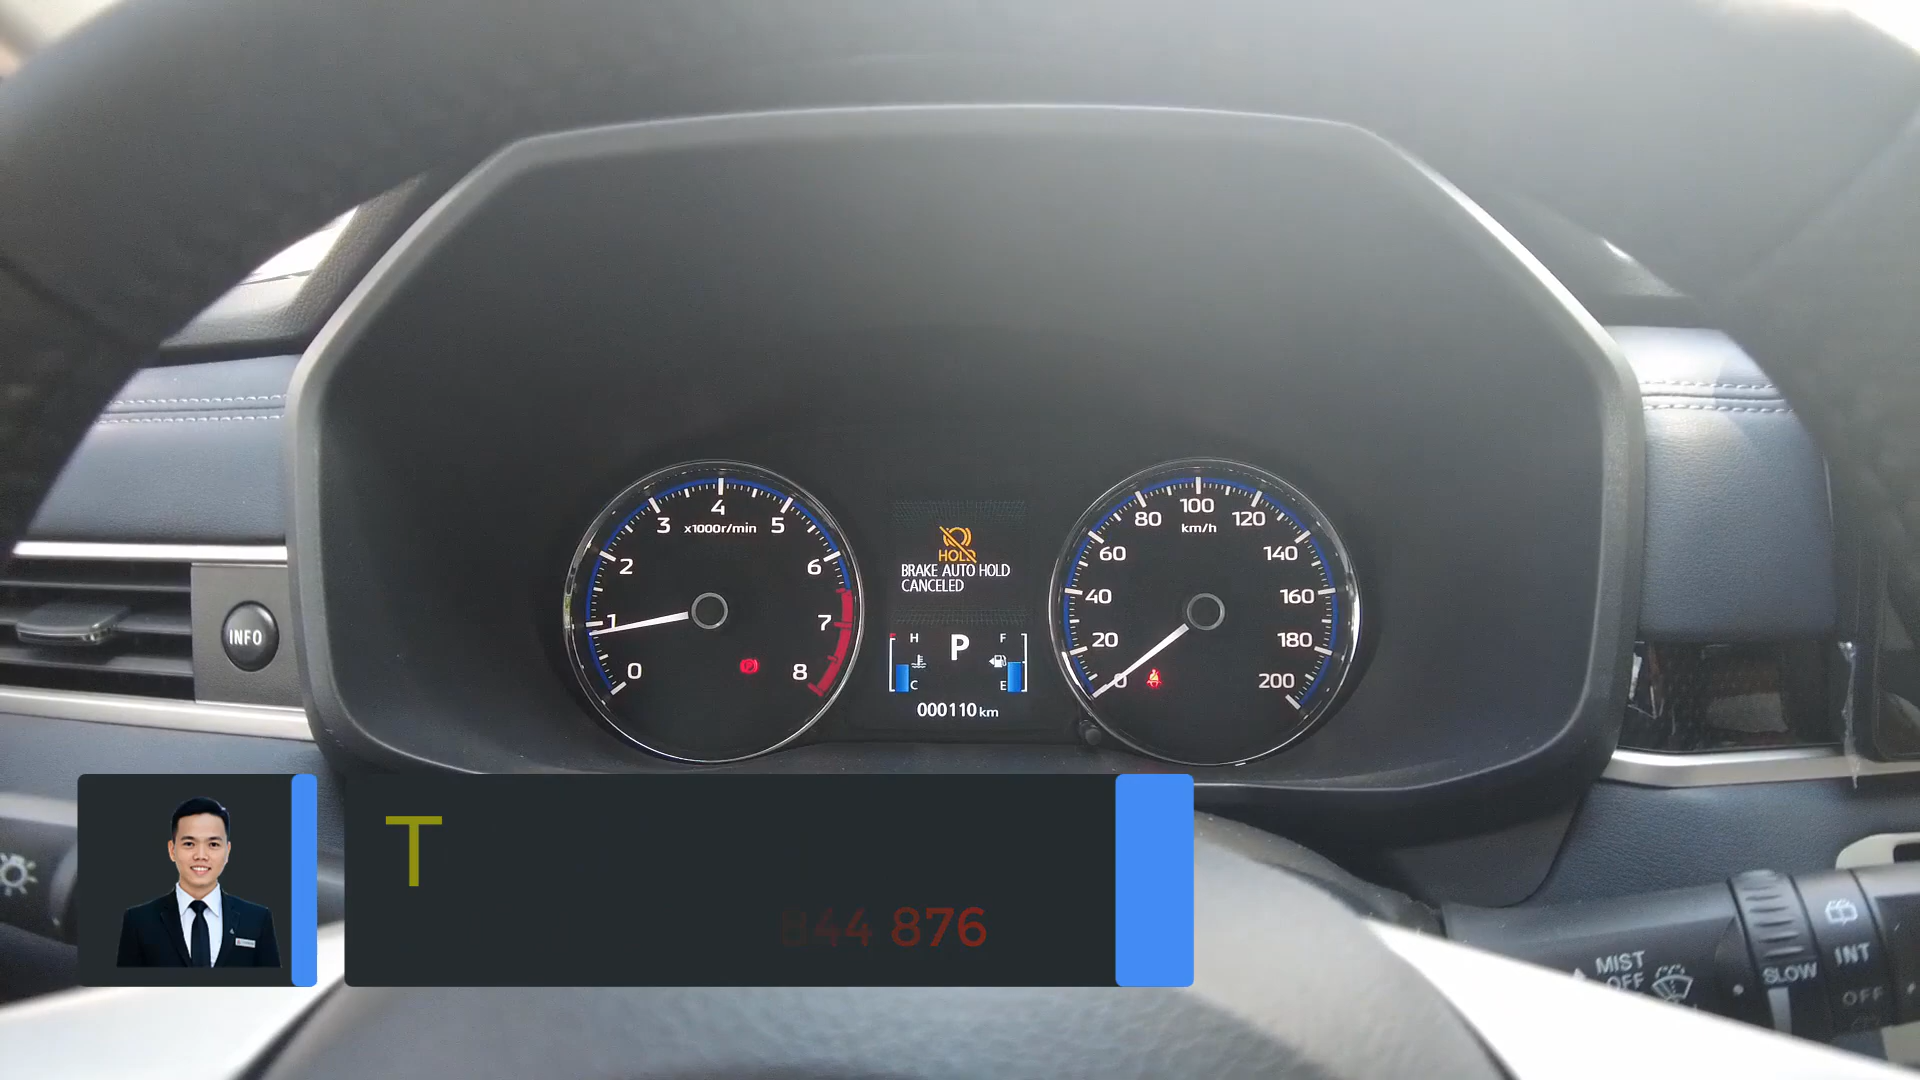 4
3 5
x1000r/min
2 6
1 7
0 8
HOLD
BRAKE AUTO HOLD
CANCELED
H P F
C E
000110 km
100
80 120
km/h
60 140
40 160
20 180
0 200
INFO
T
844 876
MIST
OFF
SLOW
INT
OFF